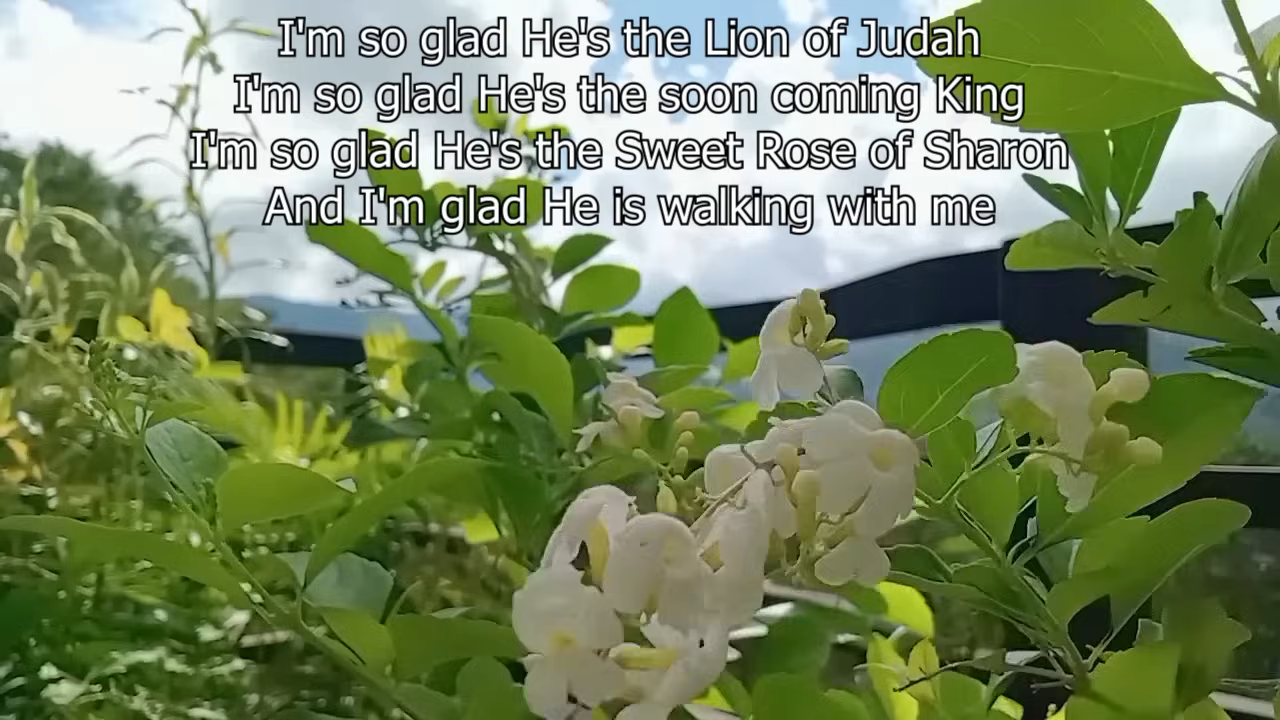 I'm so glad He's the Lion of Judah
I'm so glad He's the soon coming King
I'm so glad He's the Sweet Rose of Sharon
And I'm glad He is walking with me